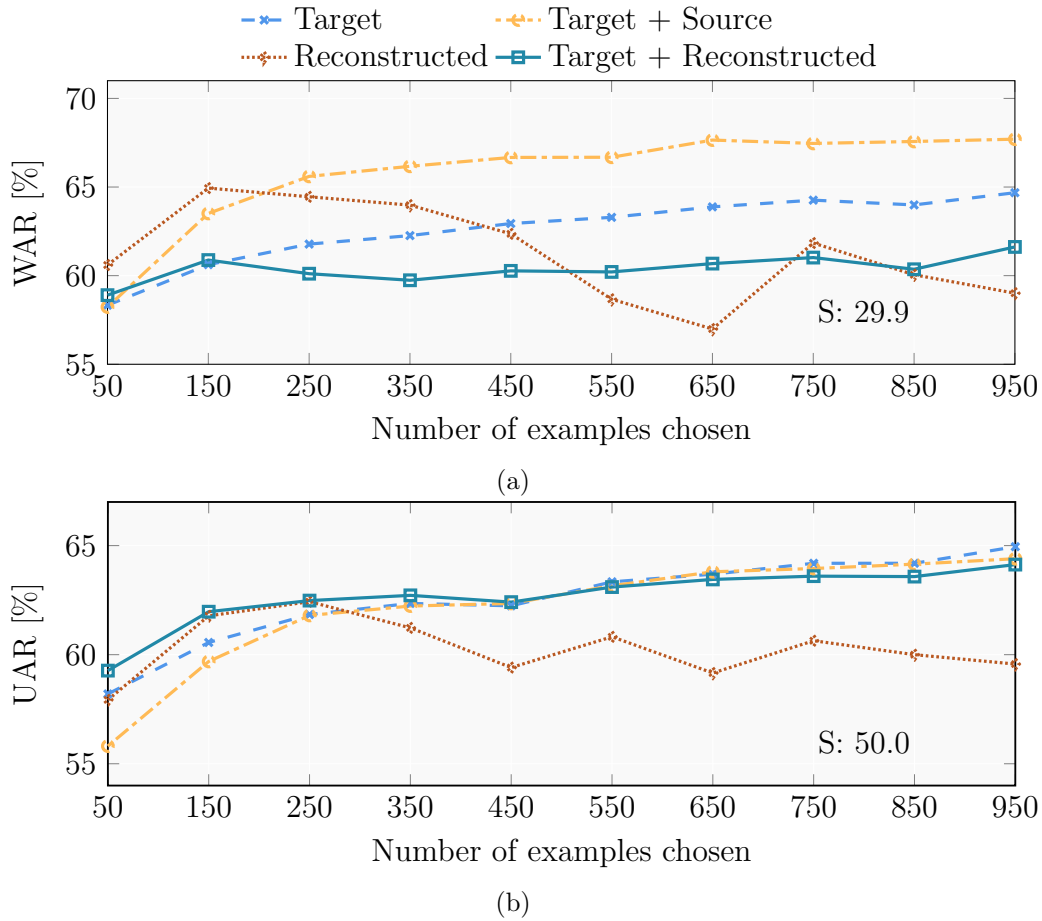 Target
Target + Source
Reconstructed
Target + Reconstructed
70
65
60
55
WAR [%]
S: 29.9
50 150 250 350 450 550 650 750 850 950
Number of examples chosen
(a)
65
60
55
UAR [%]
S: 50.0
50 150 250 350 450 550 650 750 850 950
Number of examples chosen
(b)